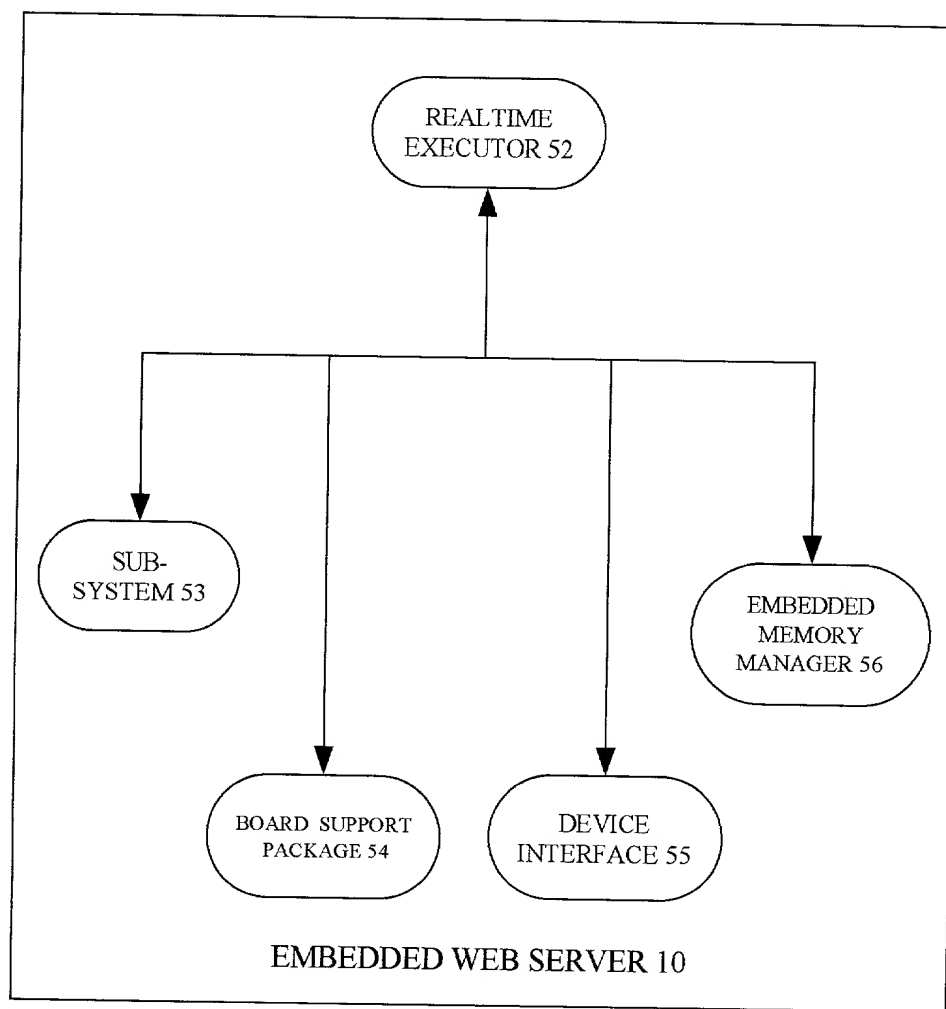 REALTIME
EXECUTOR 52
SUB-
SYSTEM 53
EMBEDDED
MEMORY
MANAGER 56
BOARD SUPPORT
PACKAGE 54
DEVICE
INTERFACE 55
EMBEDDED WEB SERVER 10